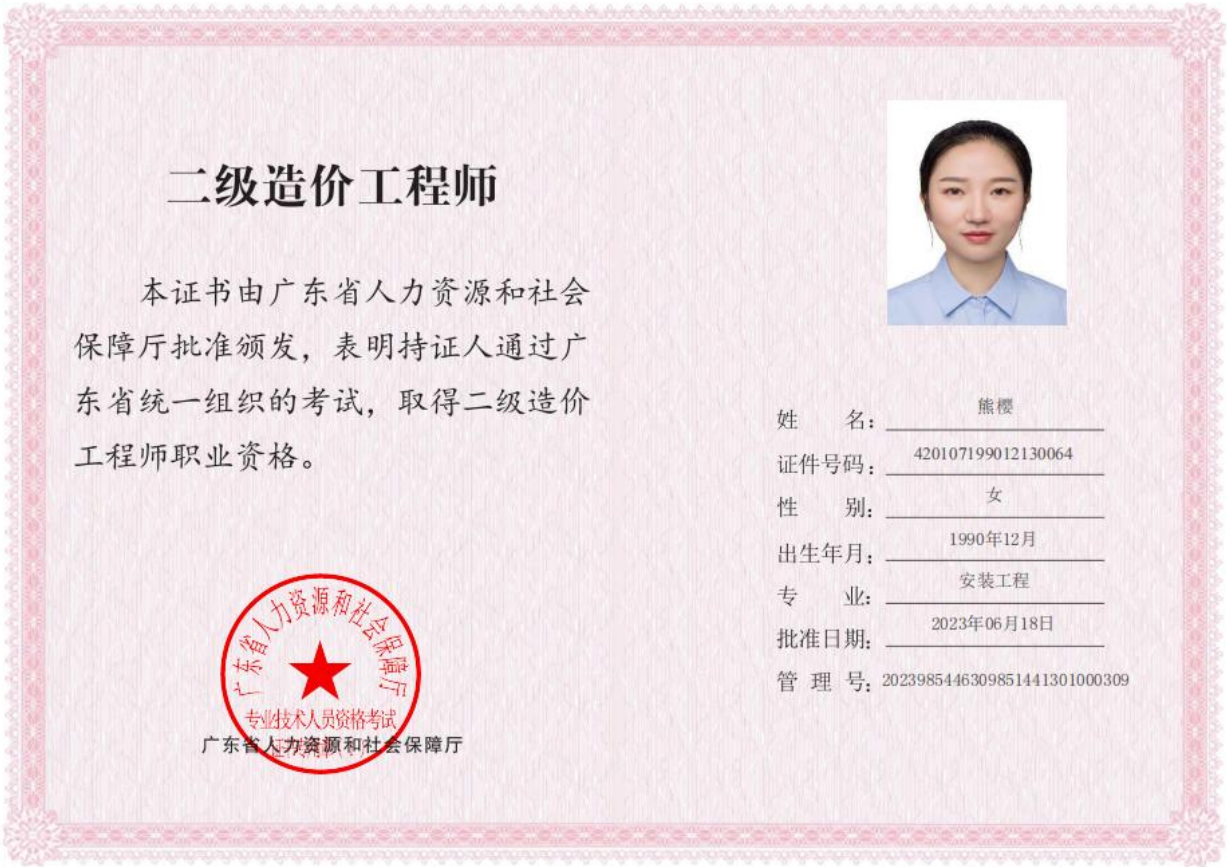 二级造价工程师
本证书由广东省人力资源和社会
保障厅批准颁发，表明持证人通过广
东省统一组织的考试，取得二级造价
工程师职业资格。
广东省人力资源和社会保障厅
专业技术人员资格考试
广东省人力资源和社会保障厅
姓 名：熊樱
证件号码：420107199012130064
性 别：女
出生年月：1990年12月
专 业：安装工程
批准日期：2023年06月18日
管 理 号：2023985446309851441301000309